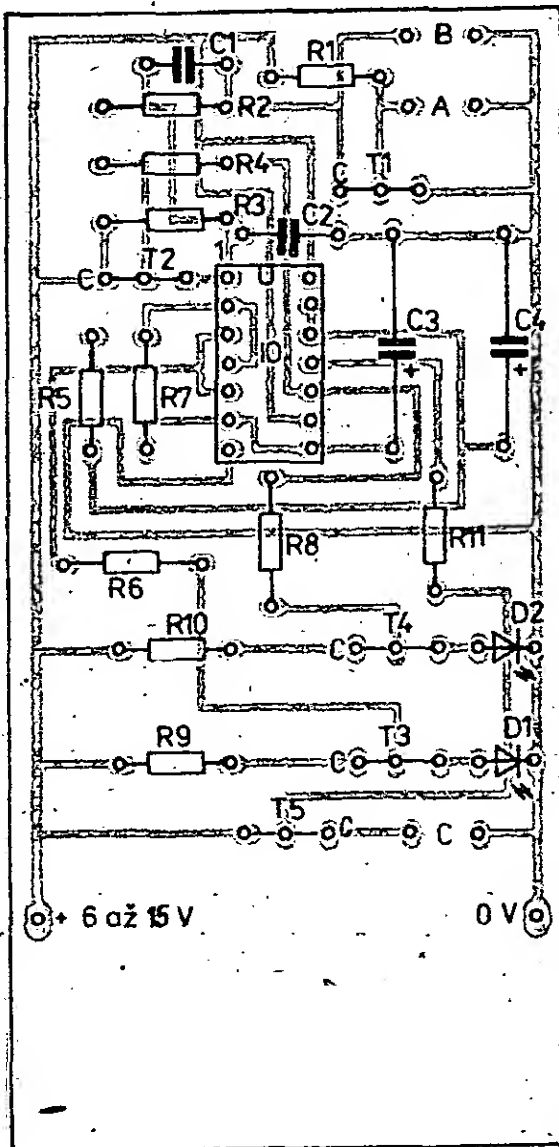 B
C1
R1
R2
A
R4
C T1
R3
C2
C T2
1
IO
C3
C4
+
+
R5
R7
R8
R11
R6
R10
D2
C T4
D1
R9
C T3
T5 C C
+ 6 až 15 V
0 V